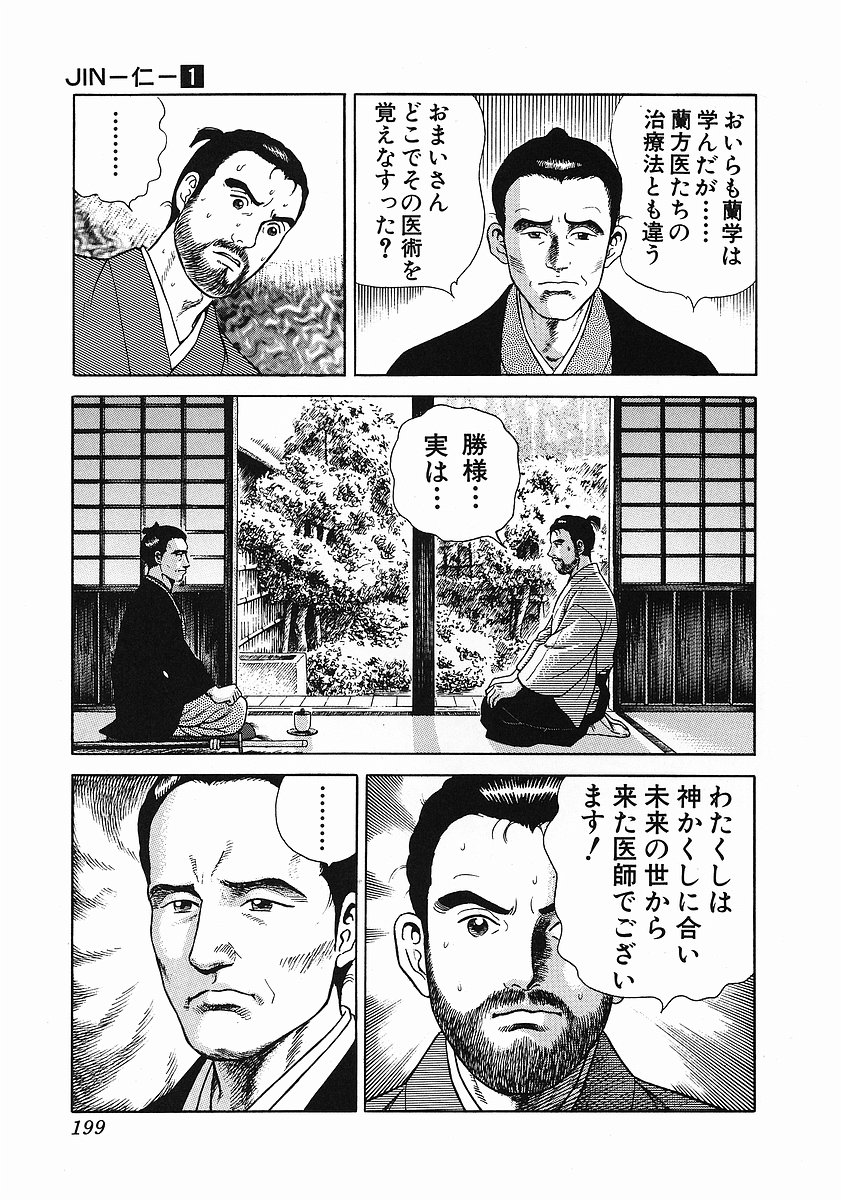 JIN－仁－1
おいらも蘭学は
学んだが……
蘭方医たちの
治療法とも違う
おまいさん
どこでその医術を
覚えなすった？
………
勝様…
実は…
わたくしは
神かくしに合い
未来の世から
来た医師でござい
ます！
……
199